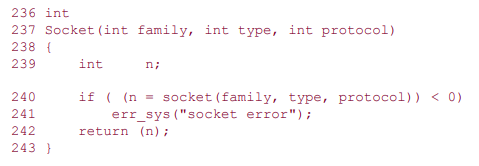 236 int
237 Socket(int family, int type, int protocol)
238 {
239     int     n;
240     if ( (n = socket(family, type, protocol)) < 0)
241         err_sys("socket error");
242     return (n);
243 }